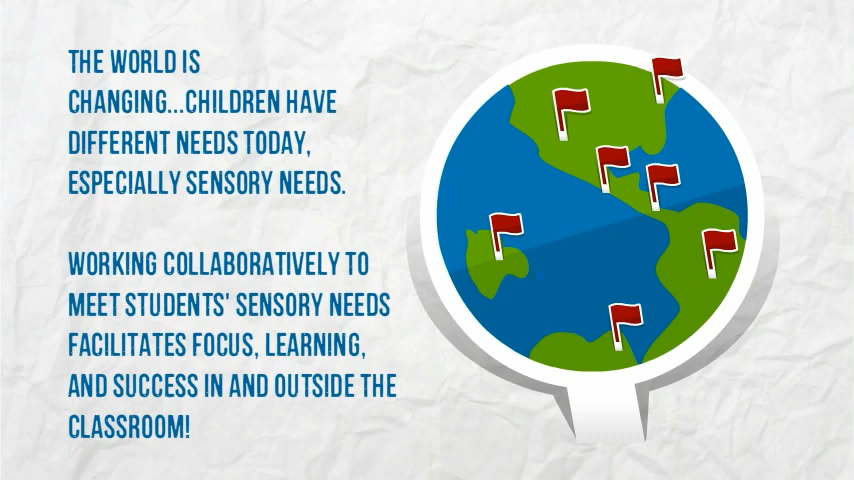 THE WORLD IS
CHANGING...CHILDREN HAVE
DIFFERENT NEEDS TODAY,
ESPECIALLY SENSORY NEEDS.
WORKING COLLABORATIVELY TO
MEET STUDENTS' SENSORY NEEDS
FACILITATES FOCUS, LEARNING,
AND SUCCESS IN AND OUTSIDE THE
CLASSROOM!